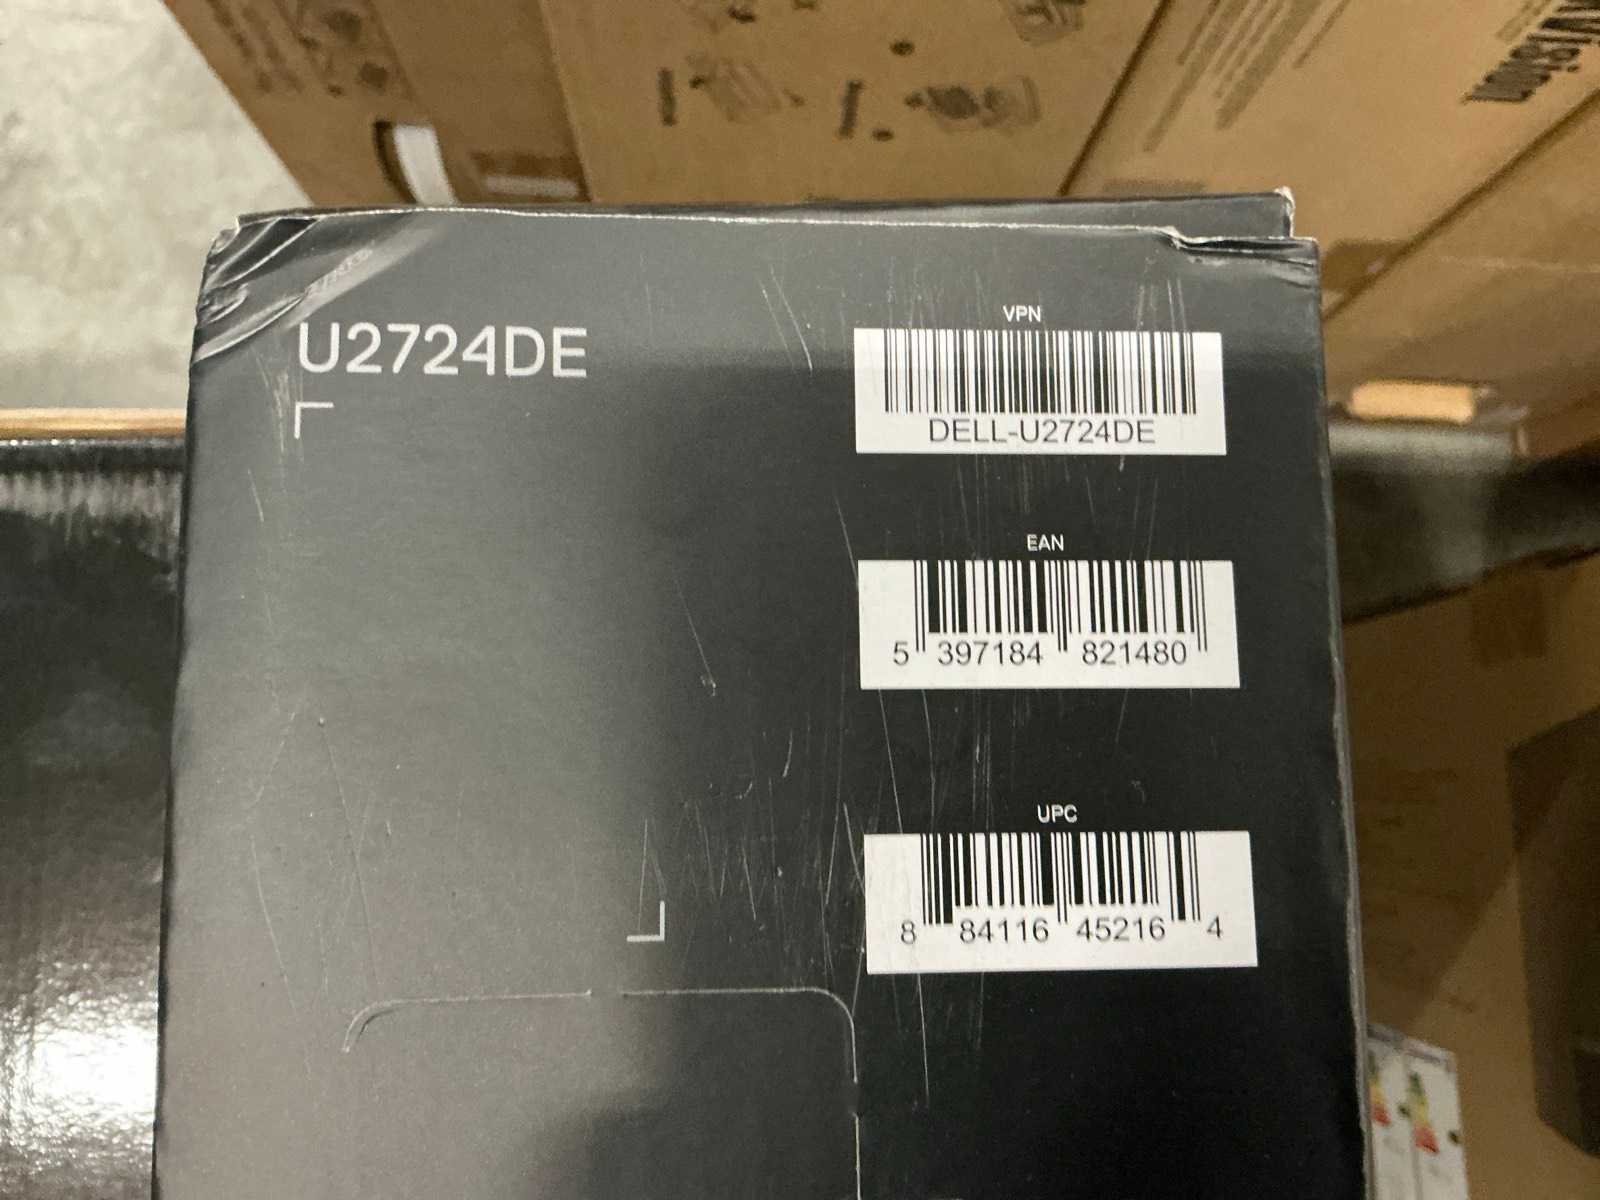 U2724DE
VPN
DELL-U2724DE
EAN
5 397184 821480
UPC
8 84116 45216 4